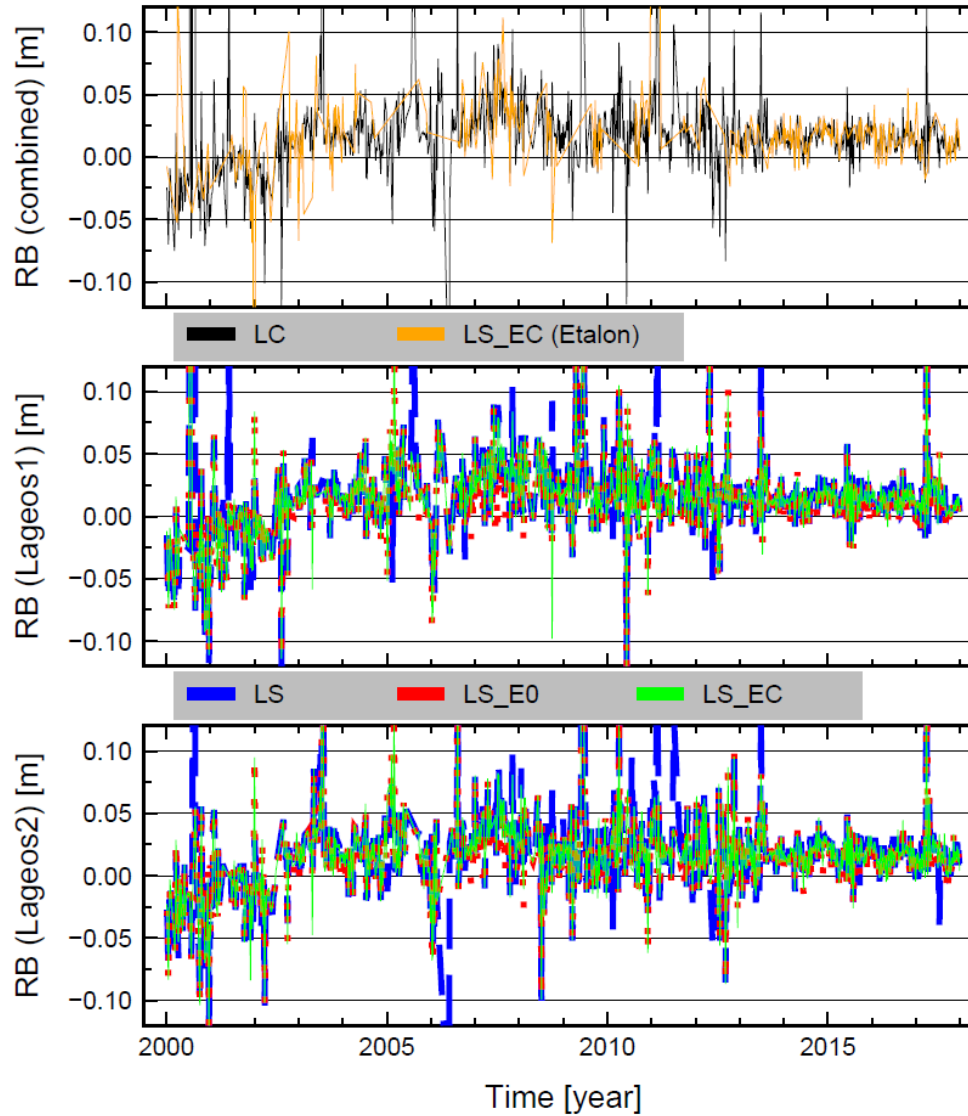 RB (combined) [m]
0.10
0.05
0.00
−0.05
−0.10
LC LS_EC (Etalon)
RB (Lageos1) [m]
0.10
0.05
0.00
−0.05
−0.10
LS LS_E0 LS_EC
RB (Lageos2) [m]
0.10
0.05
0.00
−0.05
−0.10
2000 2005 2010 2015
Time [year]